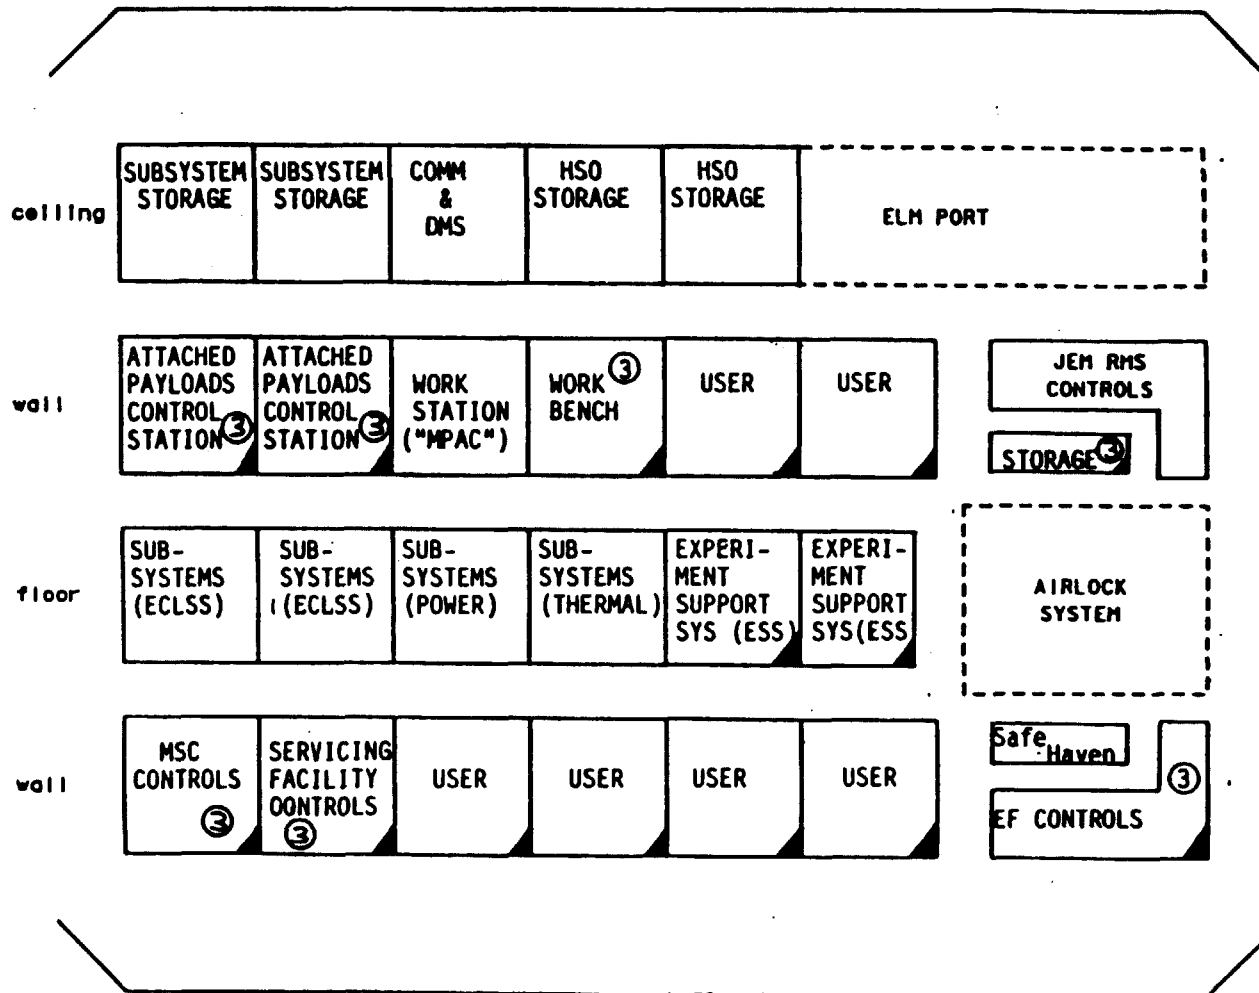 ceiling
SUBSYSTEM
STORAGE
SUBSYSTEM
STORAGE
COMM
&
DMS
HSO
STORAGE
HSO
STORAGE
ELM PORT
wall
ATTACHED
PAYLOADS
CONTROL
STATION ③
ATTACHED
PAYLOADS
CONTROL
STATION ③
WORK
STATION
("MPAC")
WORK ③
BENCH
USER
USER
JEM RMS
CONTROLS
STORAGE ③
floor
SUB-
SYSTEMS
(ECLSS)
SUB-
SYSTEMS
(ECLSS)
SUB-
SYSTEMS
(POWER)
SUB-
SYSTEMS
(THERMAL)
EXPERI-
MENT
SUPPORT
SYS (ESS)
EXPERI-
MENT
SUPPORT
SYS(ESS
AIRLOCK
SYSTEM
wall
MSC
CONTROLS
③
SERVICING
FACILITY
OONTROLS
③
USER
USER
USER
USER
Safe
Haven
③
EF CONTROLS